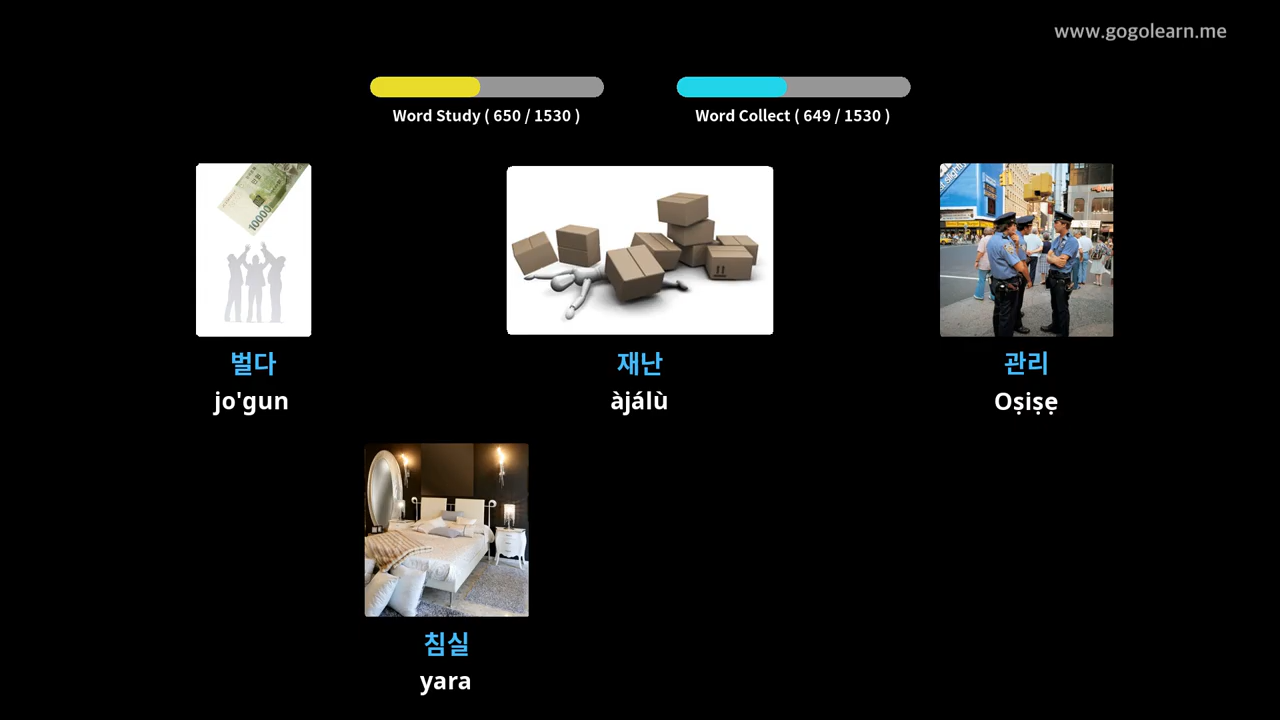 www.gogolearn.me
Word Study ( 650 / 1530 )
Word Collect ( 649 / 1530 )
10000
벌다
jo'gun
재난
àjálù
관리
Oṣiṣẹ
침실
yara